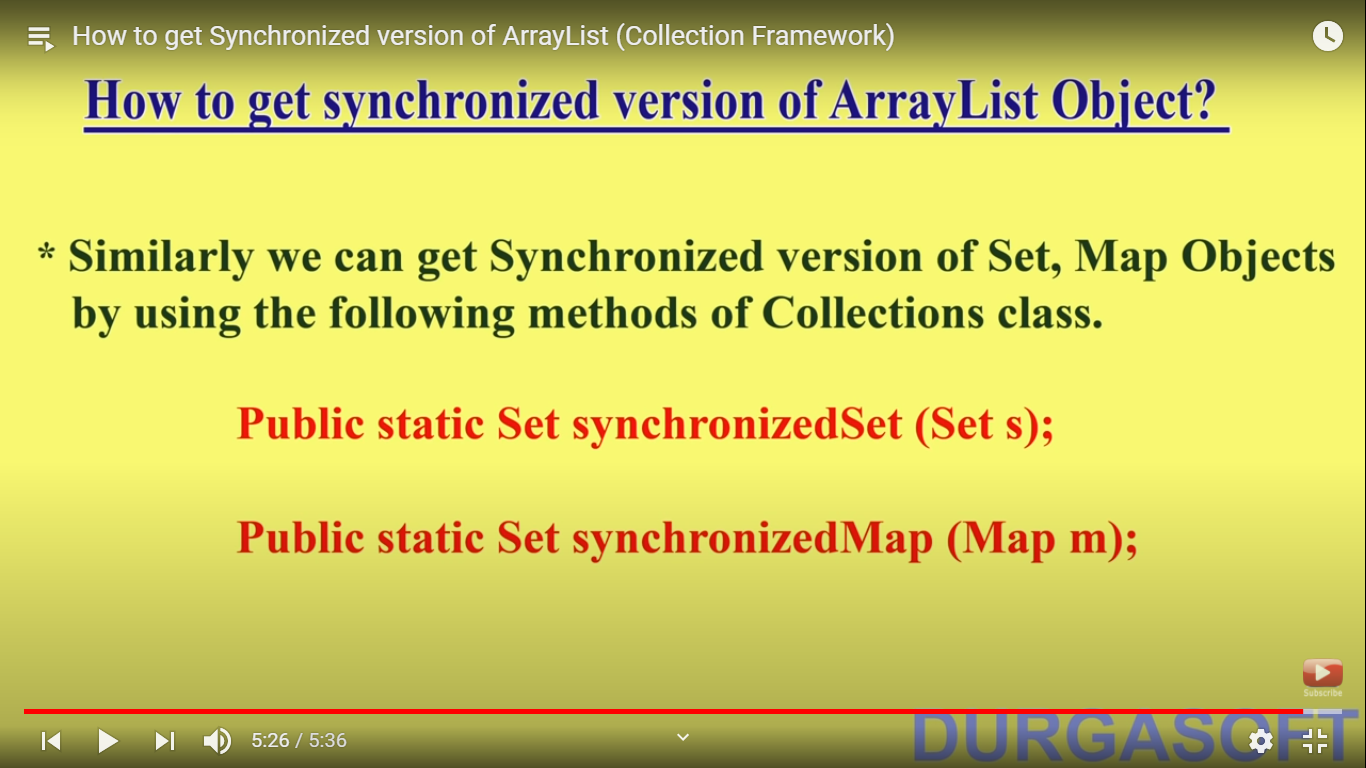 How to get Synchronized version of ArrayList (Collection Framework)
How to get synchronized version of ArrayList Object?
* Similarly we can get Synchronized version of Set, Map Objects
by using the following methods of Collections class.
Public static Set synchronizedSet (Set s);
Public static Set synchronizedMap (Map m);
Subscribe
5:26 / 5:36
DURGASOFT